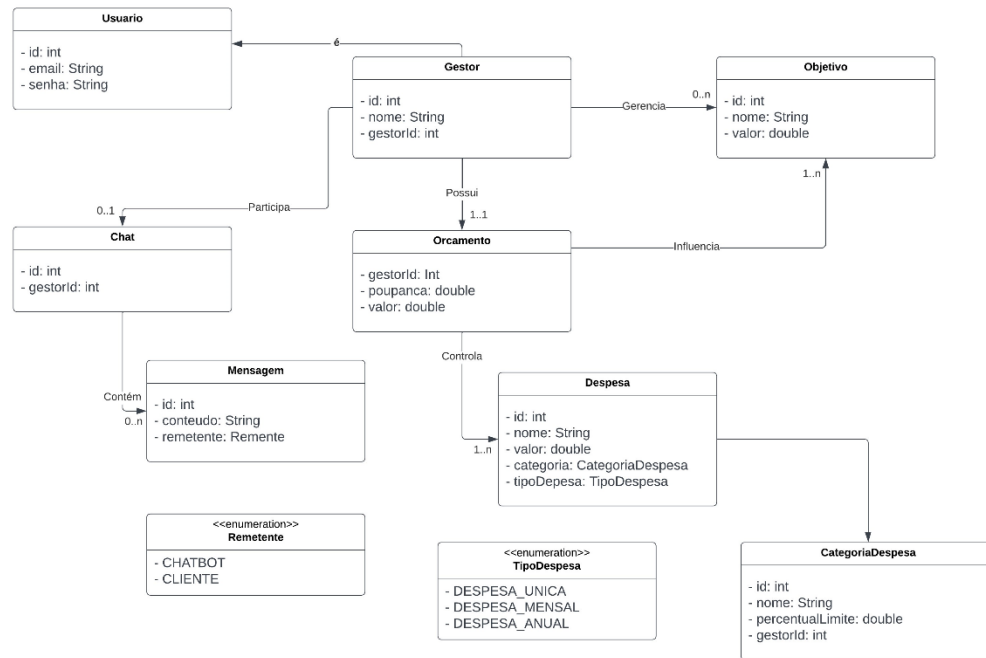 Usuario
- id: int
- email: String
- senha: String
é
Gestor
- id: int
- nome: String
- gestorId: int
Objetivo
- id: int
- nome: String
- valor: double
Gerencia
0..n
1..n
Participa
0..1
Possui
1..1
Influencia
Chat
- id: int
- gestorId: int
Orcamento
- gestorId: Int
- poupanca: double
- valor: double
Contém
0..n
Mensagem
- id: int
- conteudo: String
- remetente: Remente
Controla
1..n
Despesa
- id: int
- nome: String
- valor: double
- categoria: CategoriaDespesa
- tipoDepesa: TipoDespesa
<<enumeration>>
Remetente
- CHATBOT
- CLIENTE
<<enumeration>>
TipoDespesa
- DESPESA_UNICA
- DESPESA_MENSAL
- DESPESA_ANUAL
CategoriaDespesa
- id: int
- nome: String
- percentualLimite: double
- gestorId: int